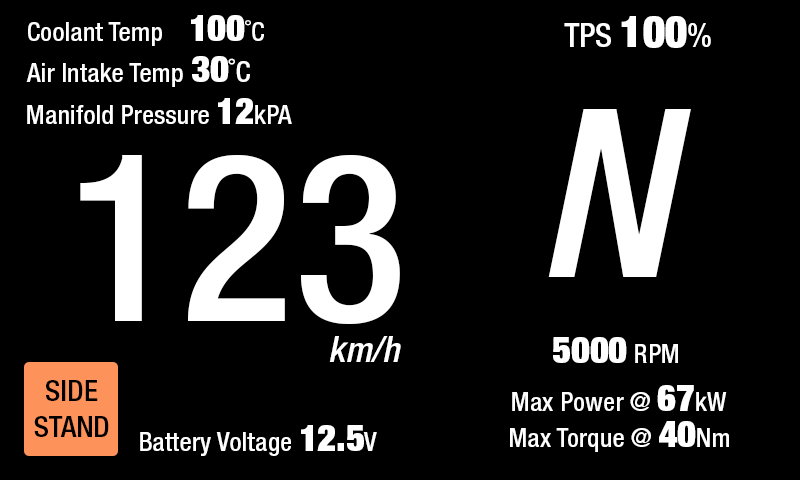 Coolant Temp 100°C
Air Intake Temp 30°C
Manifold Pressure 12kPA
123
km/h
SIDE
STAND
Battery Voltage 12.5V
TPS 100%
N
5000 RPM
Max Power @ 67kW
Max Torque @ 40Nm